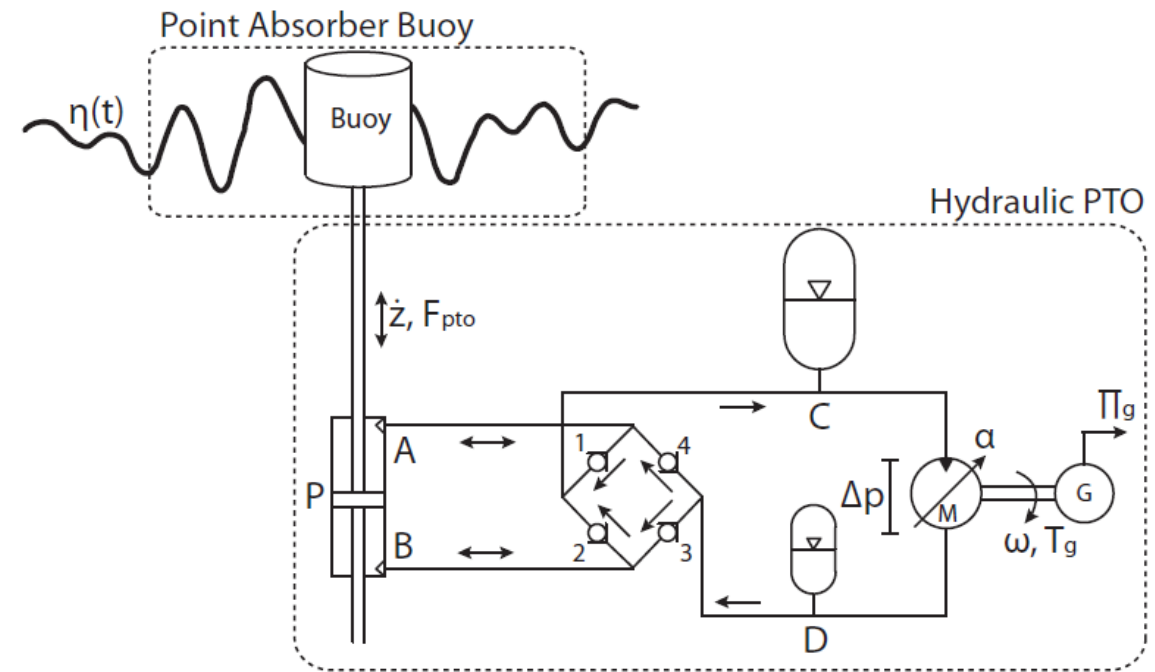 Point Absorber Buoy
η(t)
Buoy
Hydraulic PTO
ż, Fpto
A
C
Πg
1
4
α
P
Δp
M
G
B
2
3
ω, Tg
D